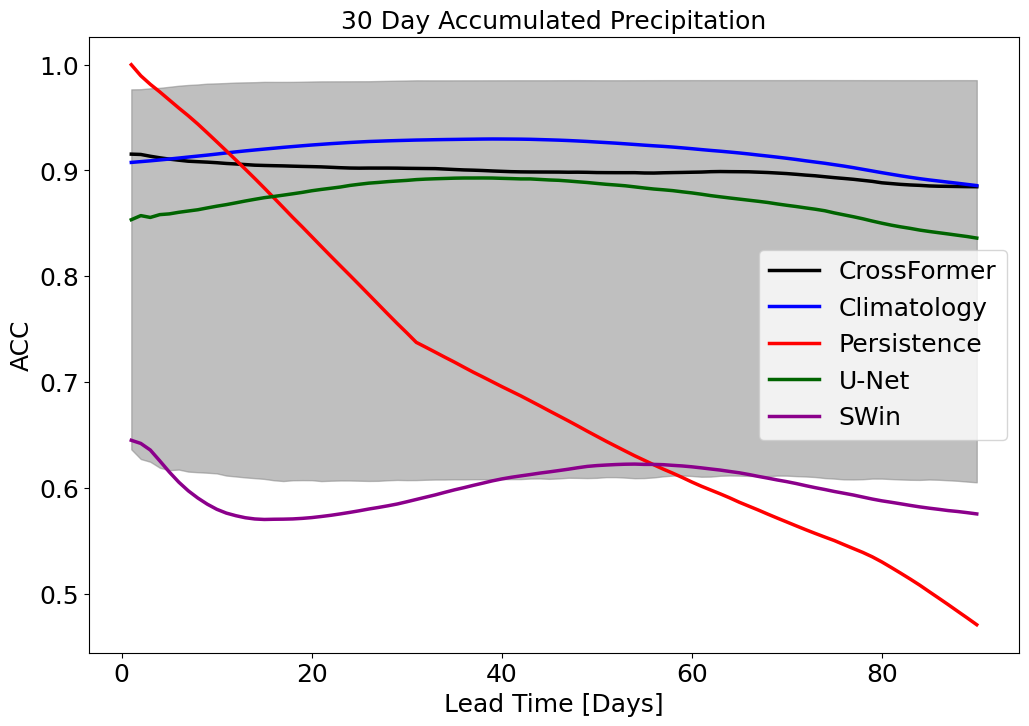 30 Day Accumulated Precipitation
1.0
0.9
0.8
0.7
0.6
0.5
ACC
CrossFormer
Climatology
Persistence
U-Net
SWin
0 20 40 60 80
Lead Time [Days]